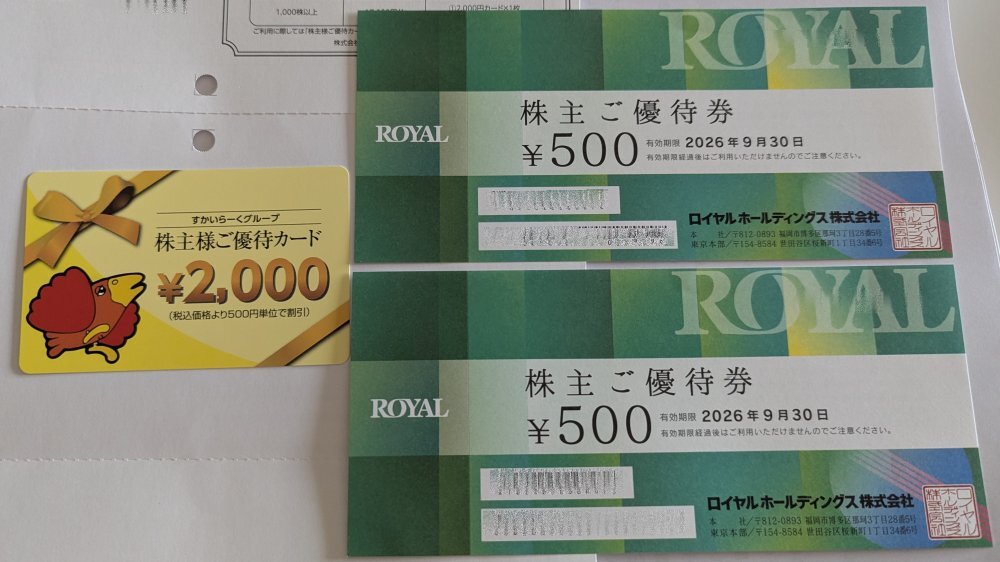 1,000株以上
①2,000円カード×1枚
ご利用に際しては「株主様ご優待カー
株式会
すかいらーくグループ
株主様ご優待カード
¥2,000
(税込価格より500円単位で割引)
ROYAL
株主ご優待券
ROYAL
¥500 有効期限 2026年9月30日
有効期限経過後はご利用いただけませんのでご注意ください。
ロイヤルホールディングス株式会社
本 社/〒812-0893 福岡市博多区那珂3丁目28番5号
東京本部/〒154-8584 世田谷区桜新町1丁目34番6号
ROYAL
株主ご優待券
ROYAL
¥500 有効期限 2026年9月30日
有効期限経過後はご利用いただけませんのでご注意ください。
ロイヤルホールディングス株式会社
本 社/〒812-0893 福岡市博多区那珂3丁目28番5号
東京本部/〒154-8584 世田谷区桜新町1丁目34番6号